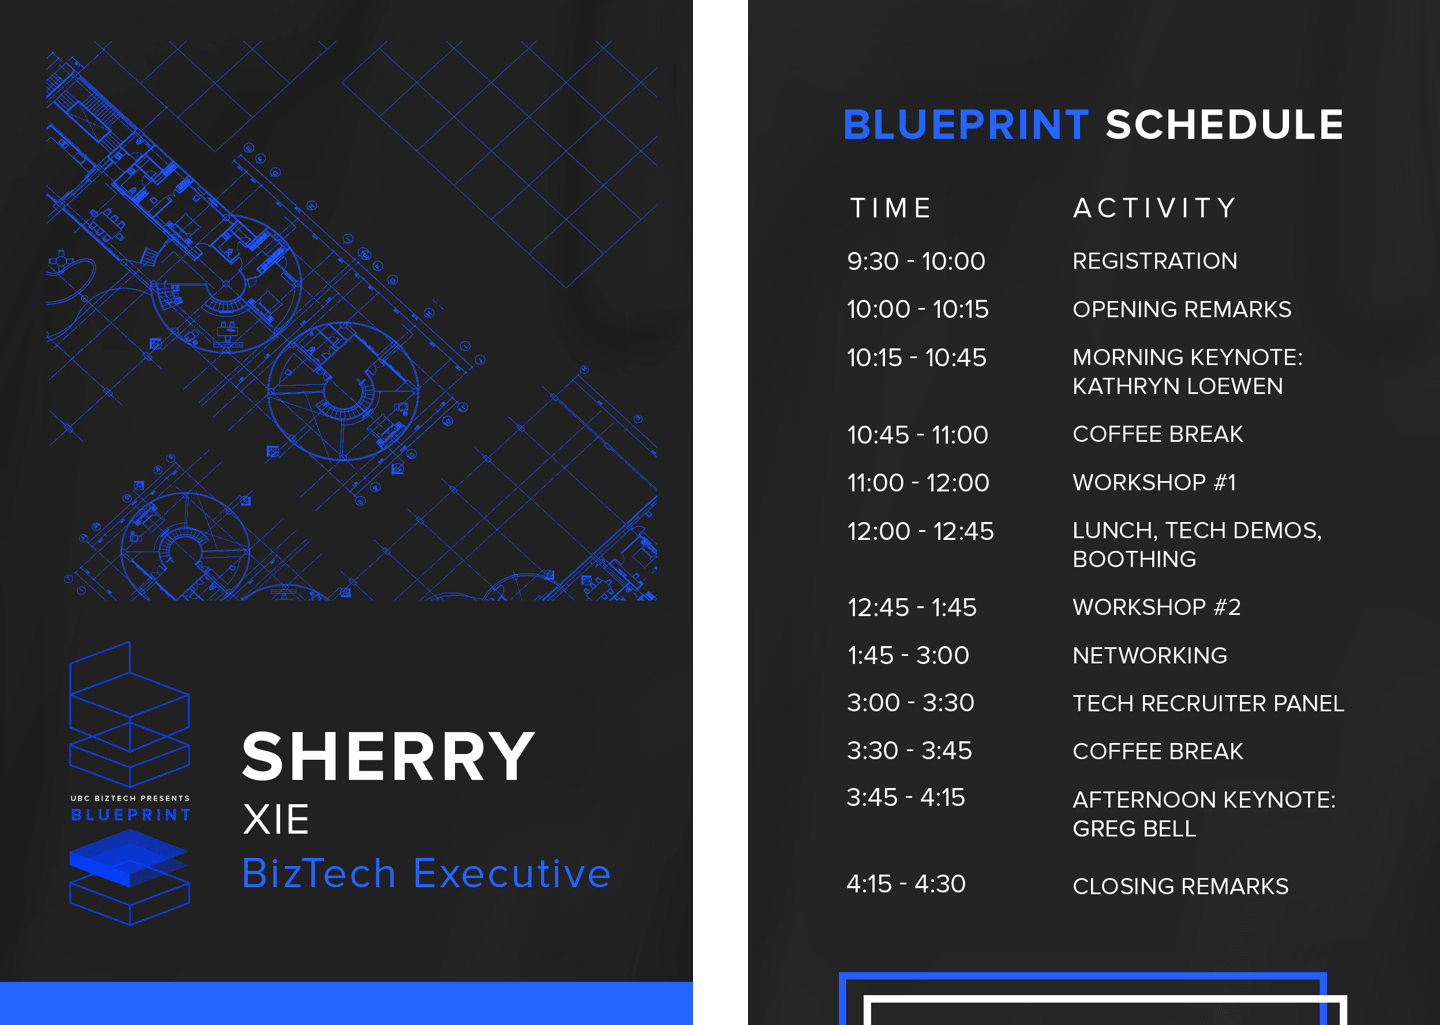 UBC BIZTECH PRESENTS
BLUEPRINT
SHERRY
XIE
BizTech Executive
BLUEPRINT SCHEDULE
TIME ACTIVITY
9:30 - 10:00 REGISTRATION
10:00 - 10:15 OPENING REMARKS
10:15 - 10:45 MORNING KEYNOTE:
KATHRYN LOEWEN
10:45 - 11:00 COFFEE BREAK
11:00 - 12:00 WORKSHOP #1
12:00 - 12:45 LUNCH, TECH DEMOS,
BOOTHING
12:45 - 1:45 WORKSHOP #2
1:45 - 3:00 NETWORKING
3:00 - 3:30 TECH RECRUITER PANEL
3:30 - 3:45 COFFEE BREAK
3:45 - 4:15 AFTERNOON KEYNOTE:
GREG BELL
4:15 - 4:30 CLOSING REMARKS